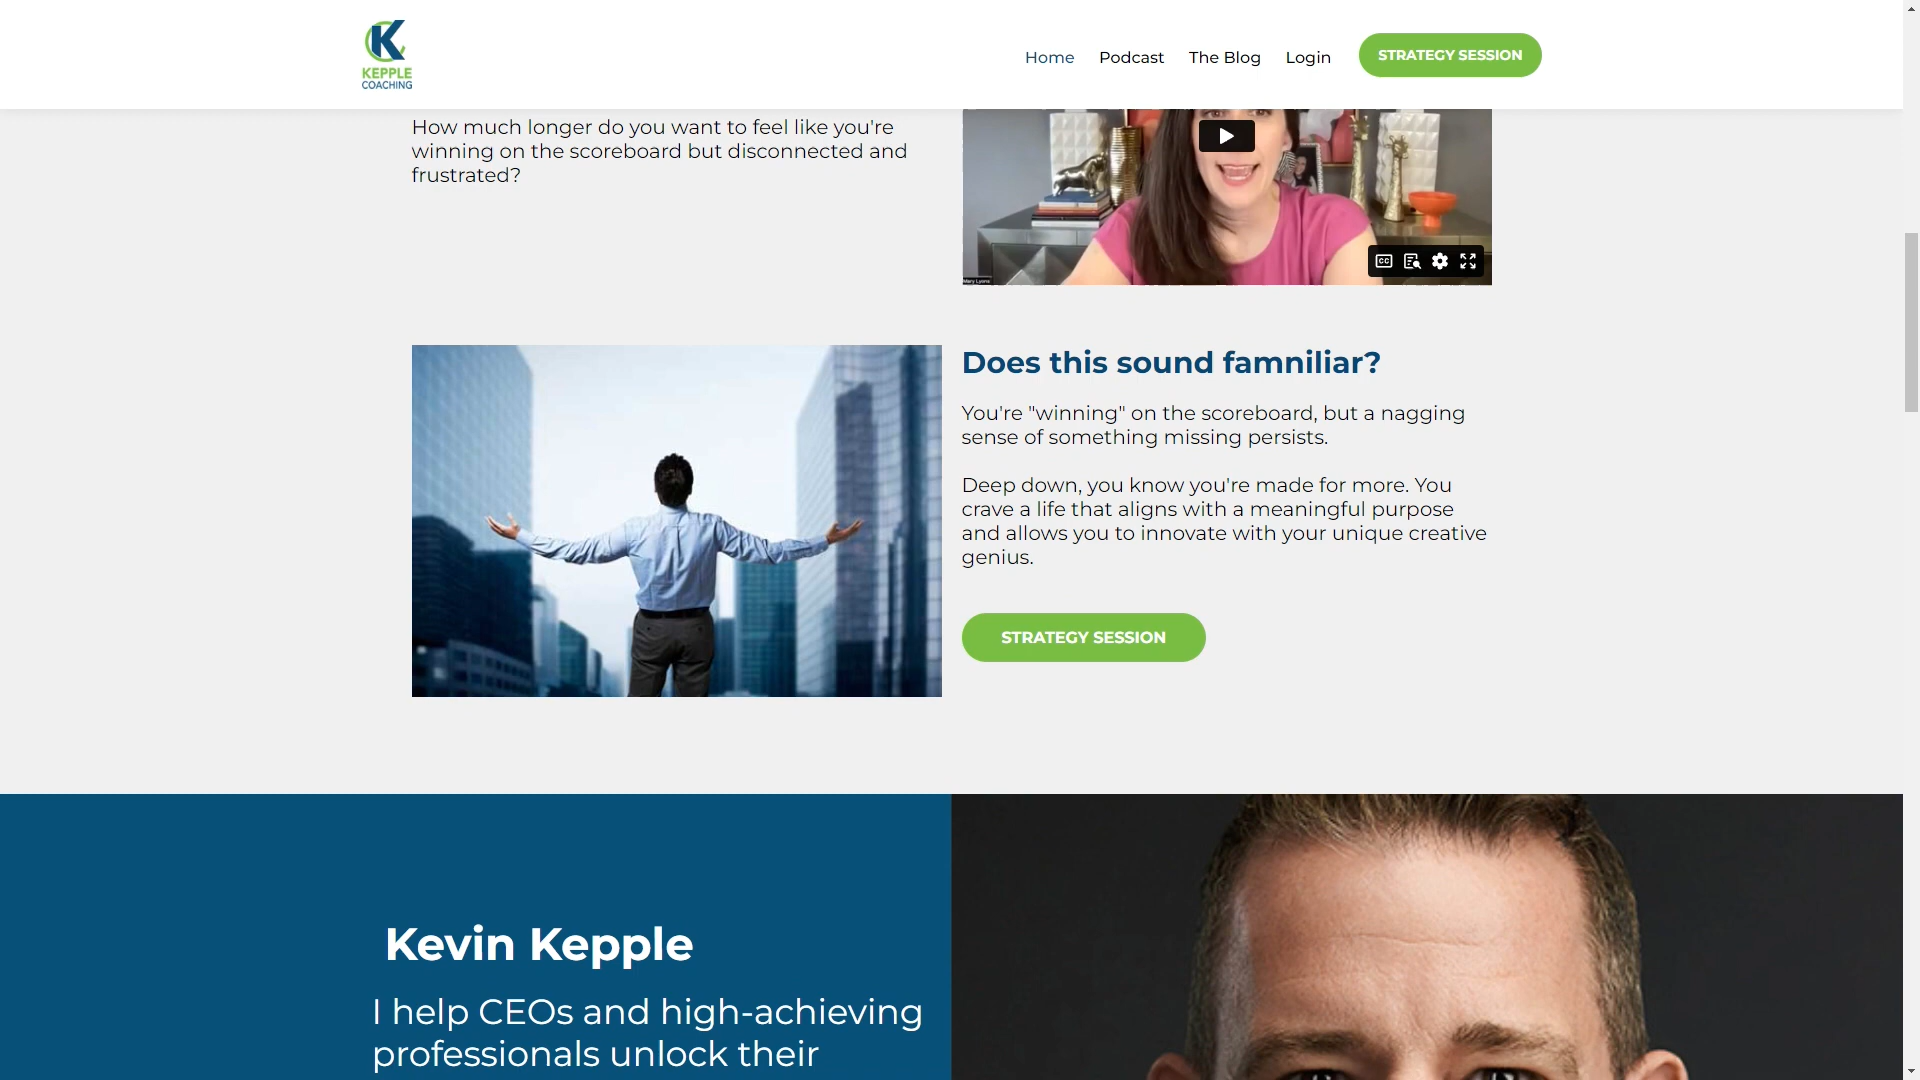 KEPPLE
COACHING
Home
Podcast
The Blog
Login
STRATEGY SESSION
How much longer do you want to feel like you're
winning on the scoreboard but disconnected and
frustrated?
CC
Mary Lyons
Does this sound famniliar?
You're "winning" on the scoreboard, but a nagging
sense of something missing persists.
Deep down, you know you're made for more. You
crave a life that aligns with a meaningful purpose
and allows you to innovate with your unique creative
genius.
STRATEGY SESSION
Kevin Kepple
I help CEOs and high-achieving
professionals unlock their